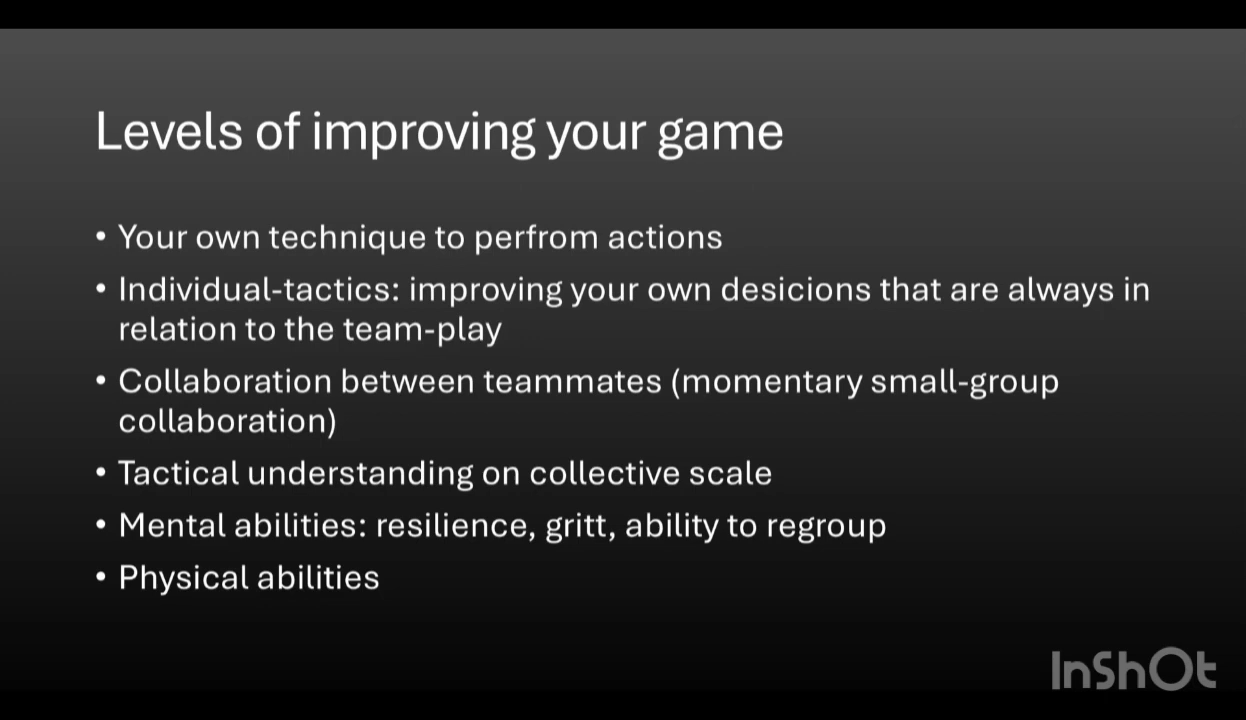 Levels of improving your game
• Your own technique to perfrom actions
• Individual-tactics: improving your own desicions that are always in
relation to the team-play
• Collaboration between teammates (momentary small-group
collaboration)
• Tactical understanding on collective scale
• Mental abilities: resilience, gritt, ability to regroup
• Physical abilities
InShOt